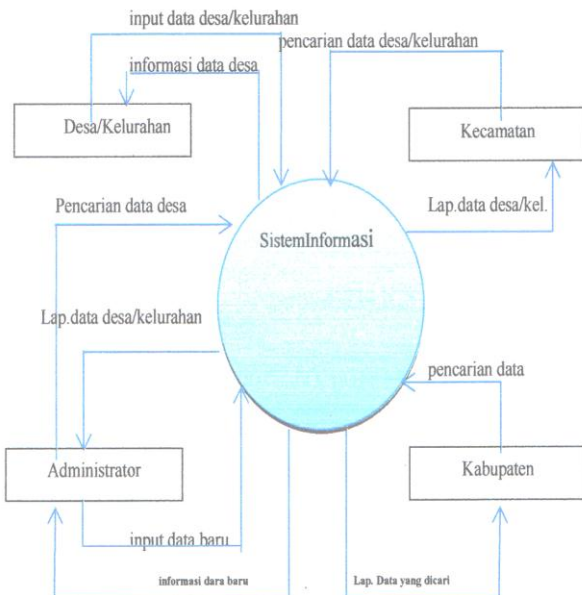 input data desa/kelurahan
pencarian data desa/kelurahan
informasi data desa
Desa/Kelurahan
Kecamatan
Pencarian data desa
Lap.data desa/kel.
SistemInformasi
Lap.data desa/kelurahan
pencarian data
Administrator
Kabupaten
input data baru
informasi dara baru
Lap. Data yang dicari